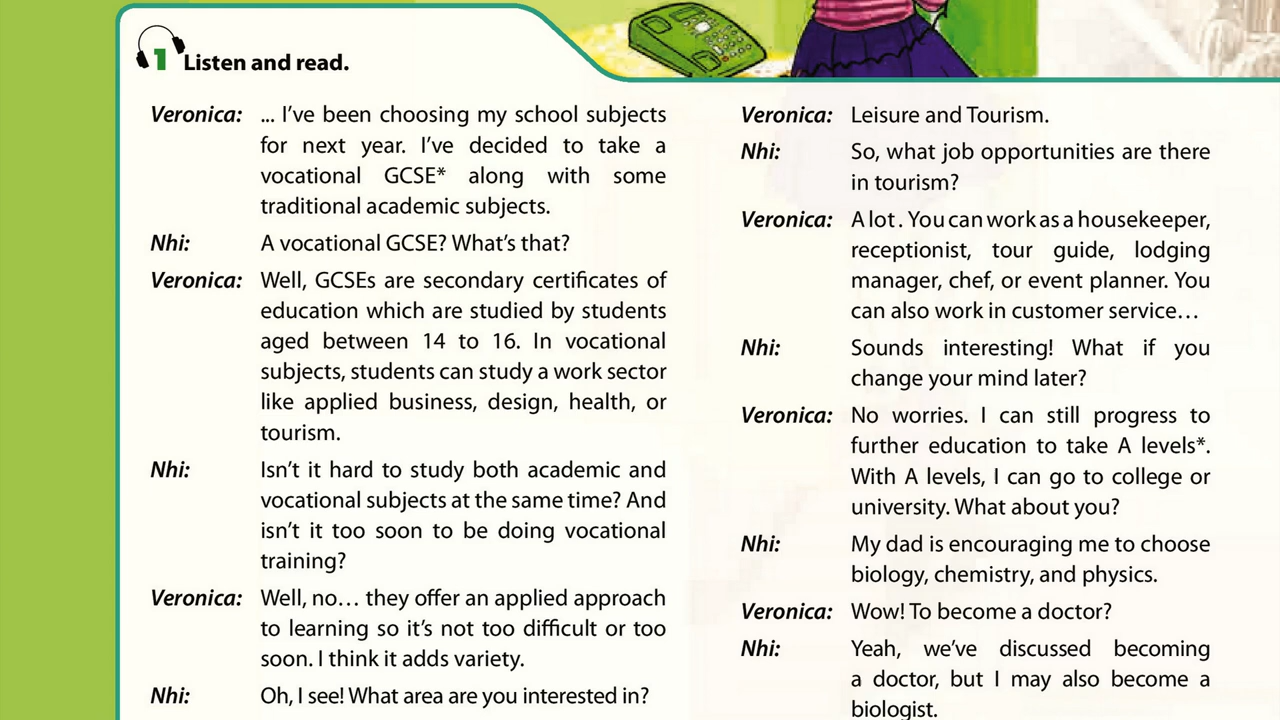 1 Listen and read.
Veronica: ... I've been choosing my school subjects
for next year. I've decided to take a
vocational GCSE* along with some
traditional academic subjects.
Nhi: A vocational GCSE? What's that?
Veronica: Well, GCSEs are secondary certificates of
education which are studied by students
aged between 14 to 16. In vocational
subjects, students can study a work sector
like applied business, design, health, or
tourism.
Nhi: Isn't it hard to study both academic and
vocational subjects at the same time? And
isn't it too soon to be doing vocational
training?
Veronica: Well, no... they offer an applied approach
to learning so it's not too difficult or too
soon. I think it adds variety.
Nhi: Oh, I see! What area are you interested in?
Veronica: Leisure and Tourism.
Nhi: So, what job opportunities are there
in tourism?
Veronica: A lot . You can work as a housekeeper,
receptionist, tour guide, lodging
manager, chef, or event planner. You
can also work in customer service...
Nhi: Sounds interesting! What if you
change your mind later?
Veronica: No worries. I can still progress to
further education to take A levels*.
With A levels, I can go to college or
university. What about you?
Nhi: My dad is encouraging me to choose
biology, chemistry, and physics.
Veronica: Wow! To become a doctor?
Nhi: Yeah, we've discussed becoming
a doctor, but I may also become a
biologist.